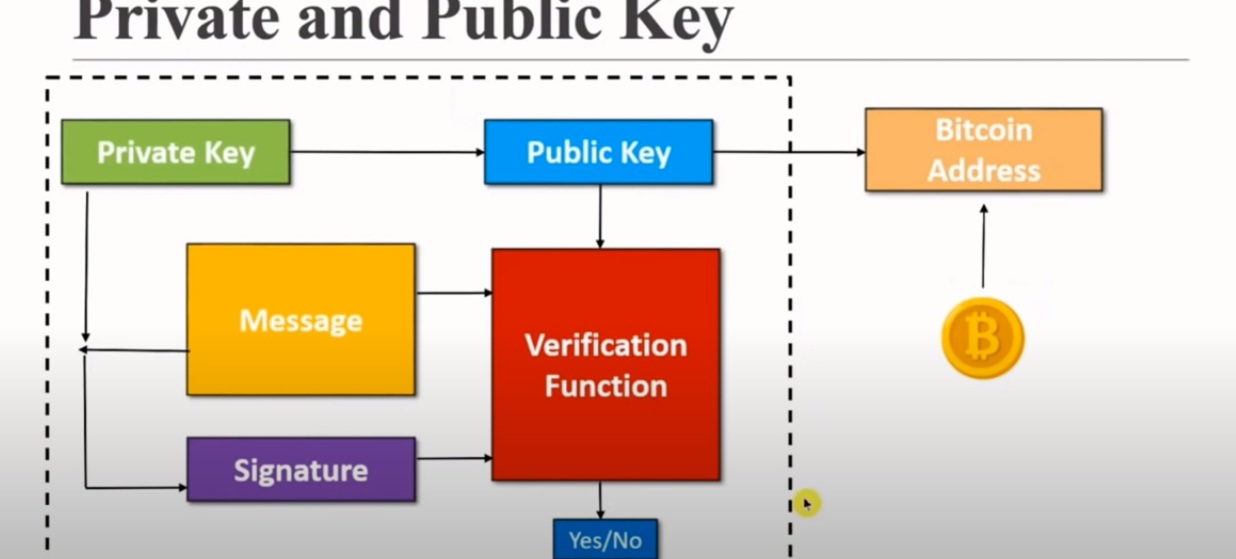 Private and Public Key
Private Key
Public Key
Bitcoin
Address
Message
Verification
Function
Signature
Yes/No